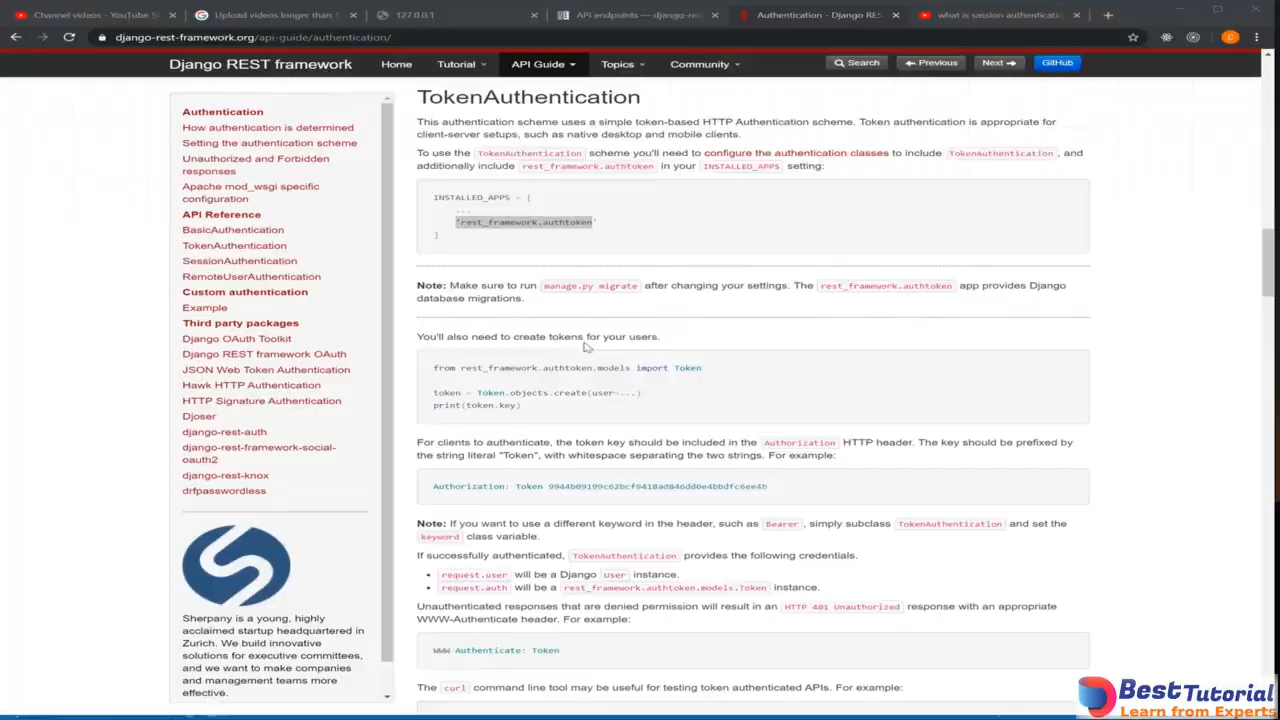 Channel videos - YouTube St
Upload videos longer than
127.0.0.1
API endpoints — django-re
Authentication - Django RES
what is sassion authenticatio
django-rest-framework.org/api-guide/authentication/
Django REST framework
Home
Tutorial
API Guide
Topics
Community
Search
Previous
Next
GitHub
Authentication
How authentication is determined
Setting the authentication scheme
Unauthorized and Forbidden
responses
Apache mod_wsgi specific
configuration
API Reference
BasicAuthentication
TokenAuthentication
SessionAuthentication
RemoteUserAuthentication
Custom authentication
Example
Third party packages
Django OAuth Toolkit
Django REST framework OAuth
JSON Web Token Authentication
Hawk HTTP Authentication
HTTP Signature Authentication
Djoser
django-rest-auth
django-rest-framework-social-
oauth2
django-rest-knox
drfpasswordless
Sherpany is a young, highly
acclaimed startup headquartered in
Zurich. We build innovative
solutions for executive committees,
and we want to make companies
and management teams more
effective.
TokenAuthentication
This authentication scheme uses a simple token-based HTTP Authentication scheme. Token authentication is appropriate for
client-server setups, such as native desktop and mobile clients.
To use the TokenAuthentication scheme you'll need to configure the authentication classes to include TokenAuthentication, and
additionally include rest_framework.authtoken in your INSTALLED_APPS setting:
INSTALLED_APPS = [
...
'rest_framework.authtoken'
]
Note: Make sure to run manage.py migrate after changing your settings. The rest_framework.authtoken app provides Django
database migrations.
You'll also need to create tokens for your users.
from rest_framework.authtoken.models import Token
token = Token.objects.create(user=...)
print(token.key)
For clients to authenticate, the token key should be included in the Authorization HTTP header. The key should be prefixed by
the string literal "Token", with whitespace separating the two strings. For example:
Authorization: Token 9944b09199c62bcf9418ad846dd0e4bbdfc6ee4b
Note: If you want to use a different keyword in the header, such as Bearer, simply subclass TokenAuthentication and set the
keyword class variable.
If successfully authenticated, TokenAuthentication provides the following credentials.
• request.user will be a Django User instance.
• request.auth will be a rest_framework.authtoken.models.Token instance.
Unauthenticated responses that are denied permission will result in an HTTP 401 Unauthorized response with an appropriate
WWW-Authenticate header. For example:
WWW-Authenticate: Token
The curl command line tool may be useful for testing token authenticated APIs. For example:
BestTutorial
Learn from Experts